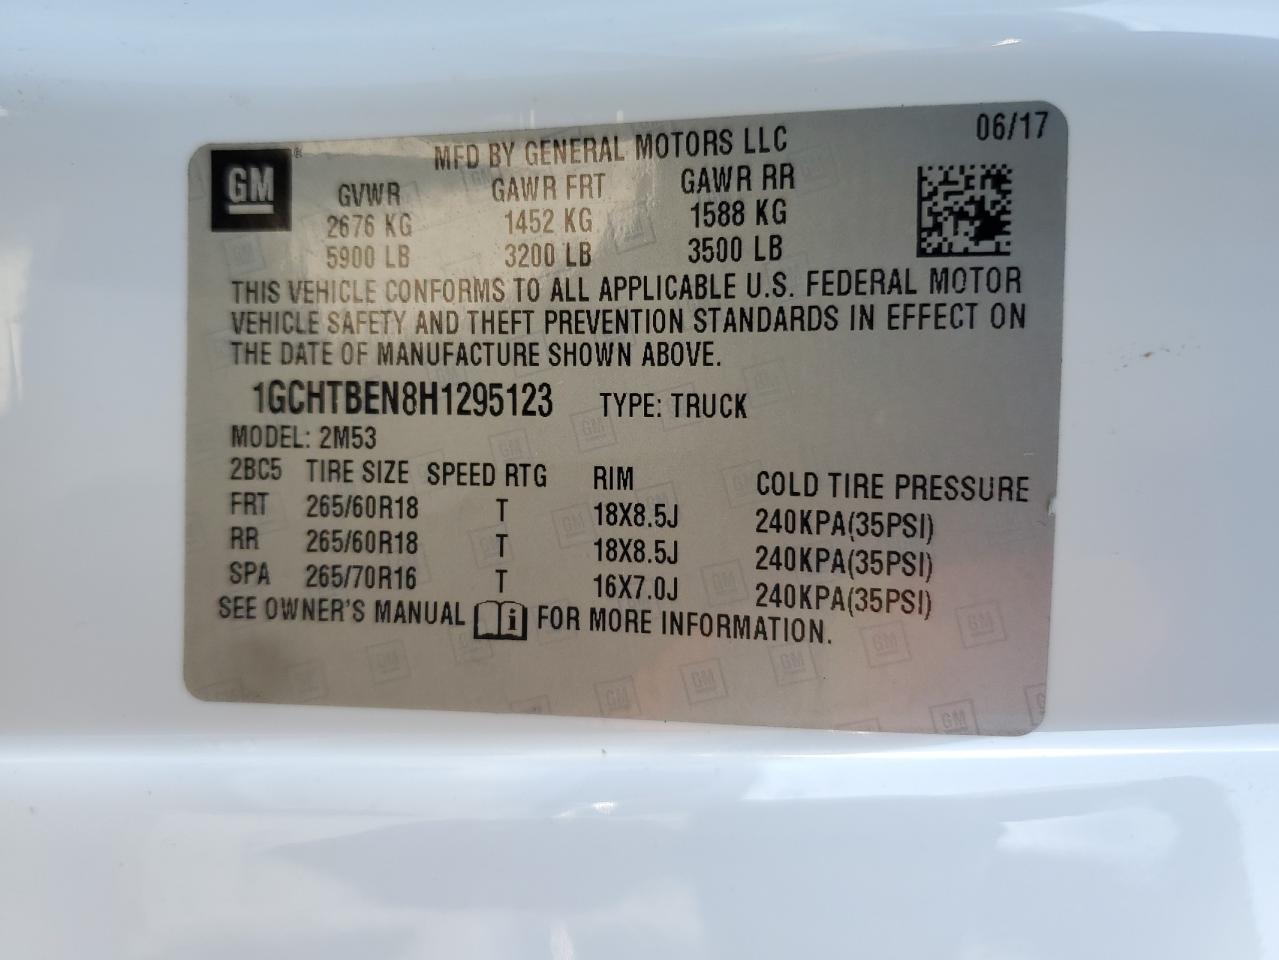 06/17
GM ® MFD BY GENERAL MOTORS LLC
GVWR GAWR FRT GAWR RR
2676 KG 1452 KG 1588 KG
5900 LB 3200 LB 3500 LB
THIS VEHICLE CONFORMS TO ALL APPLICABLE U.S. FEDERAL MOTOR
VEHICLE SAFETY AND THEFT PREVENTION STANDARDS IN EFFECT ON
THE DATE OF MANUFACTURE SHOWN ABOVE.
1GCHTBEN8H1295123 TYPE: TRUCK
MODEL: 2M53
2BC5 TIRE SIZE SPEED RTG RIM COLD TIRE PRESSURE
FRT 265/60R18 T 18X8.5J 240KPA(35PSI)
RR 265/60R18 T 18X8.5J 240KPA(35PSI)
SPA 265/70R16 T 16X7.0J 240KPA(35PSI)
SEE OWNER'S MANUAL i FOR MORE INFORMATION.